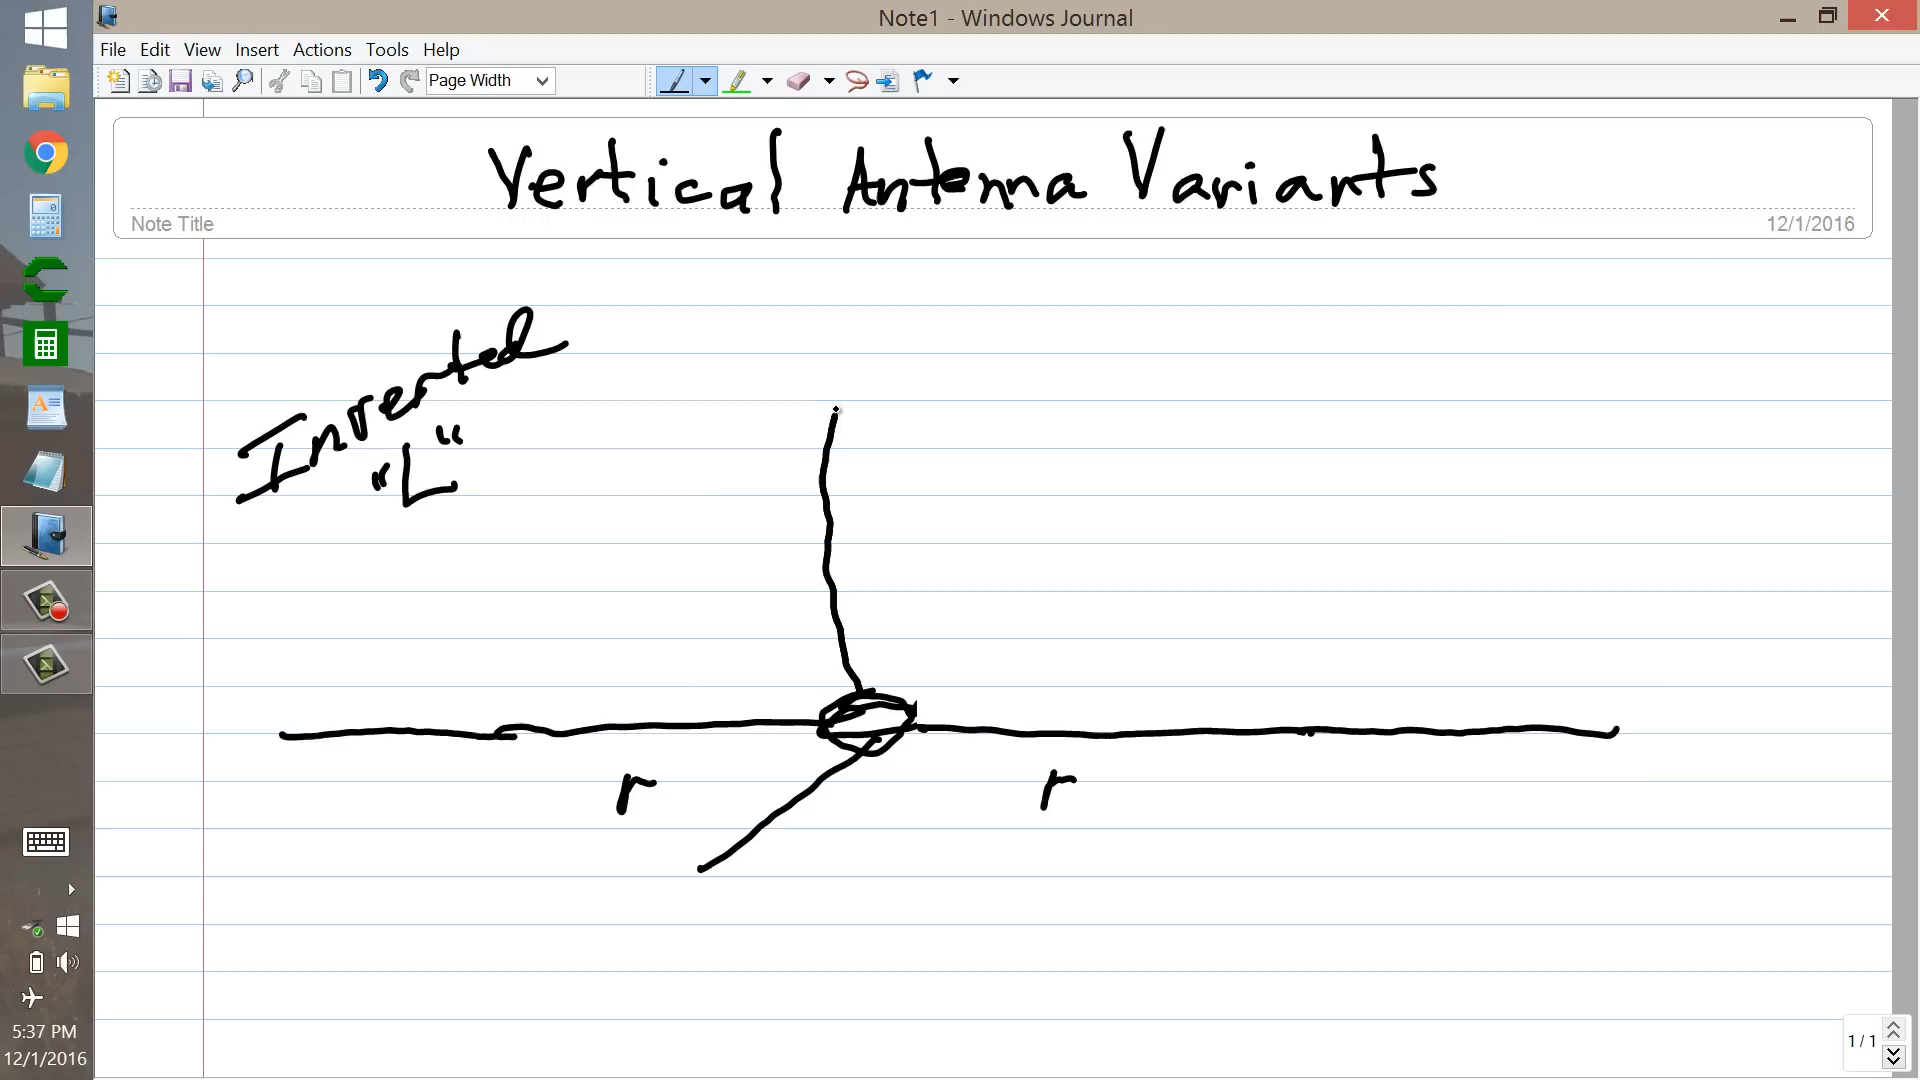 Note1 - Windows Journal
File Edit View Insert Actions Tools Help
Page Width
Vertical Antenna Variants
Note Title 12/1/2016
Inverted
"L"
r r
1 / 1
5:37 PM
12/1/2016